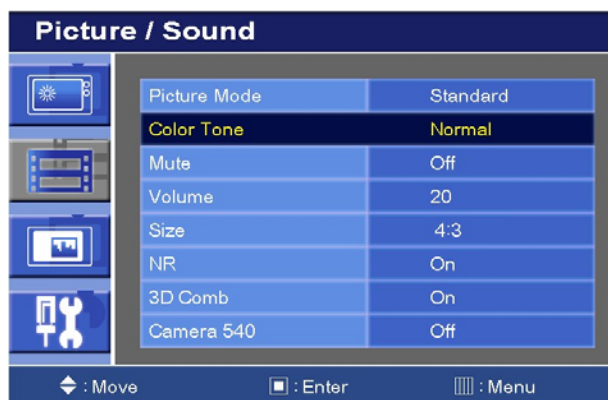 Picture / Sound
Picture Mode Standard
Color Tone Normal
Mute Off
Volume 20
Size 4:3
NR On
3D Comb On
Camera 540 Off
: Move : Enter : Menu